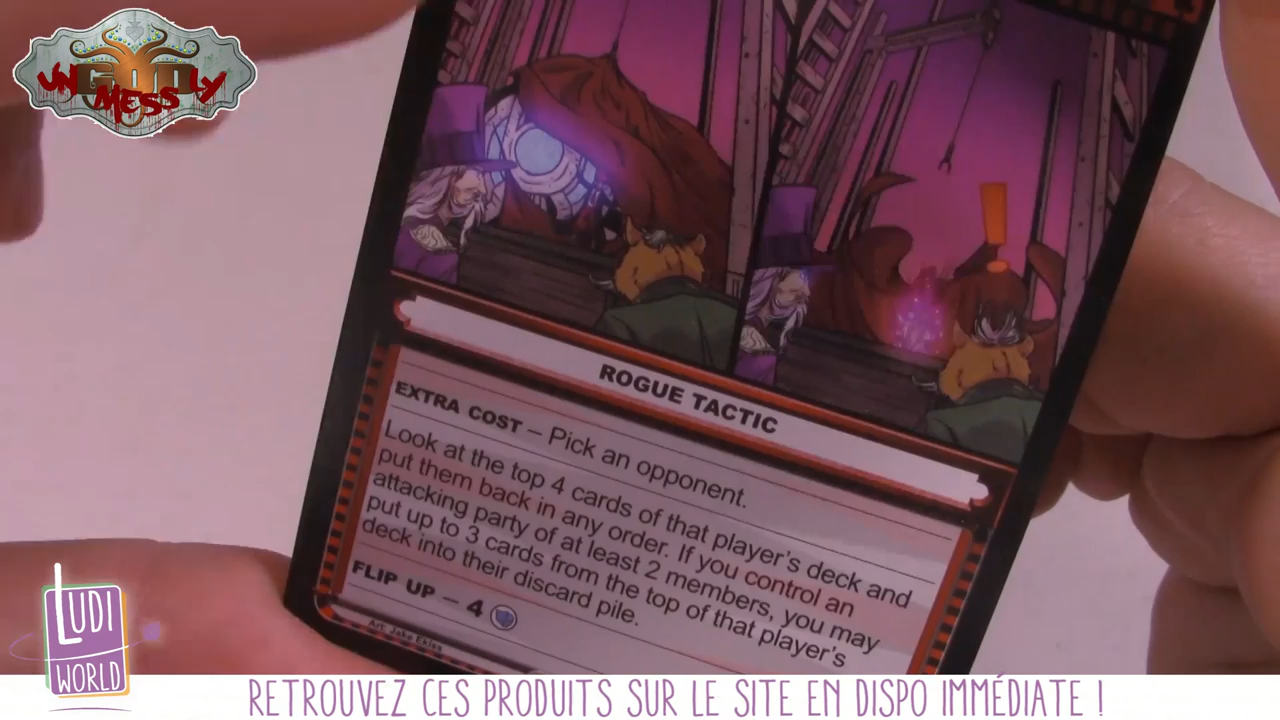 UNGODLY
MESS
ROGUE TACTIC
EXTRA COST – Pick an opponent.
Look at the top 4 cards of that player's deck and
put them back in any order. If you control an
attacking party of at least 2 members, you may
put up to 3 cards from the top of that player's
deck into their discard pile.
FLIP UP – 4
Art: Jake Ekiss
LUDI
WORLD
RETROUVEZ CES PRODUITS SUR LE SITE EN DISPO IMMÉDIATE !